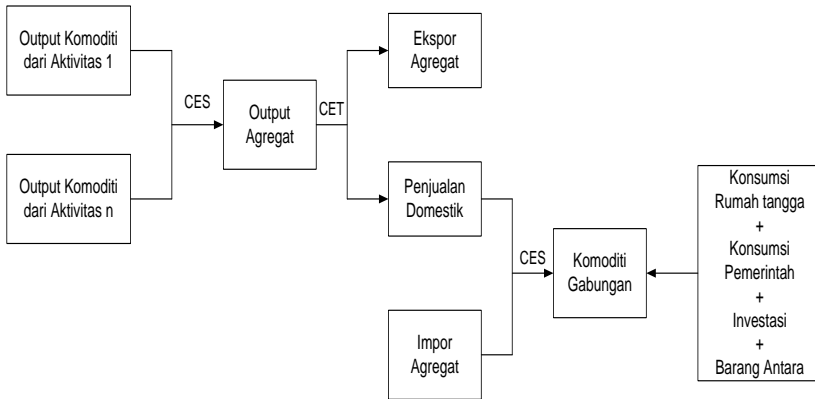 Output Komoditi
dari Aktivitas 1
Output Komoditi
dari Aktivitas n
CES
Output
Agregat
CET
Ekspor
Agregat
Penjualan
Domestik
Impor
Agregat
CES
Komoditi
Gabungan
Konsumsi
Rumah tangga
+
Konsumsi
Pemerintah
+
Investasi
+
Barang Antara